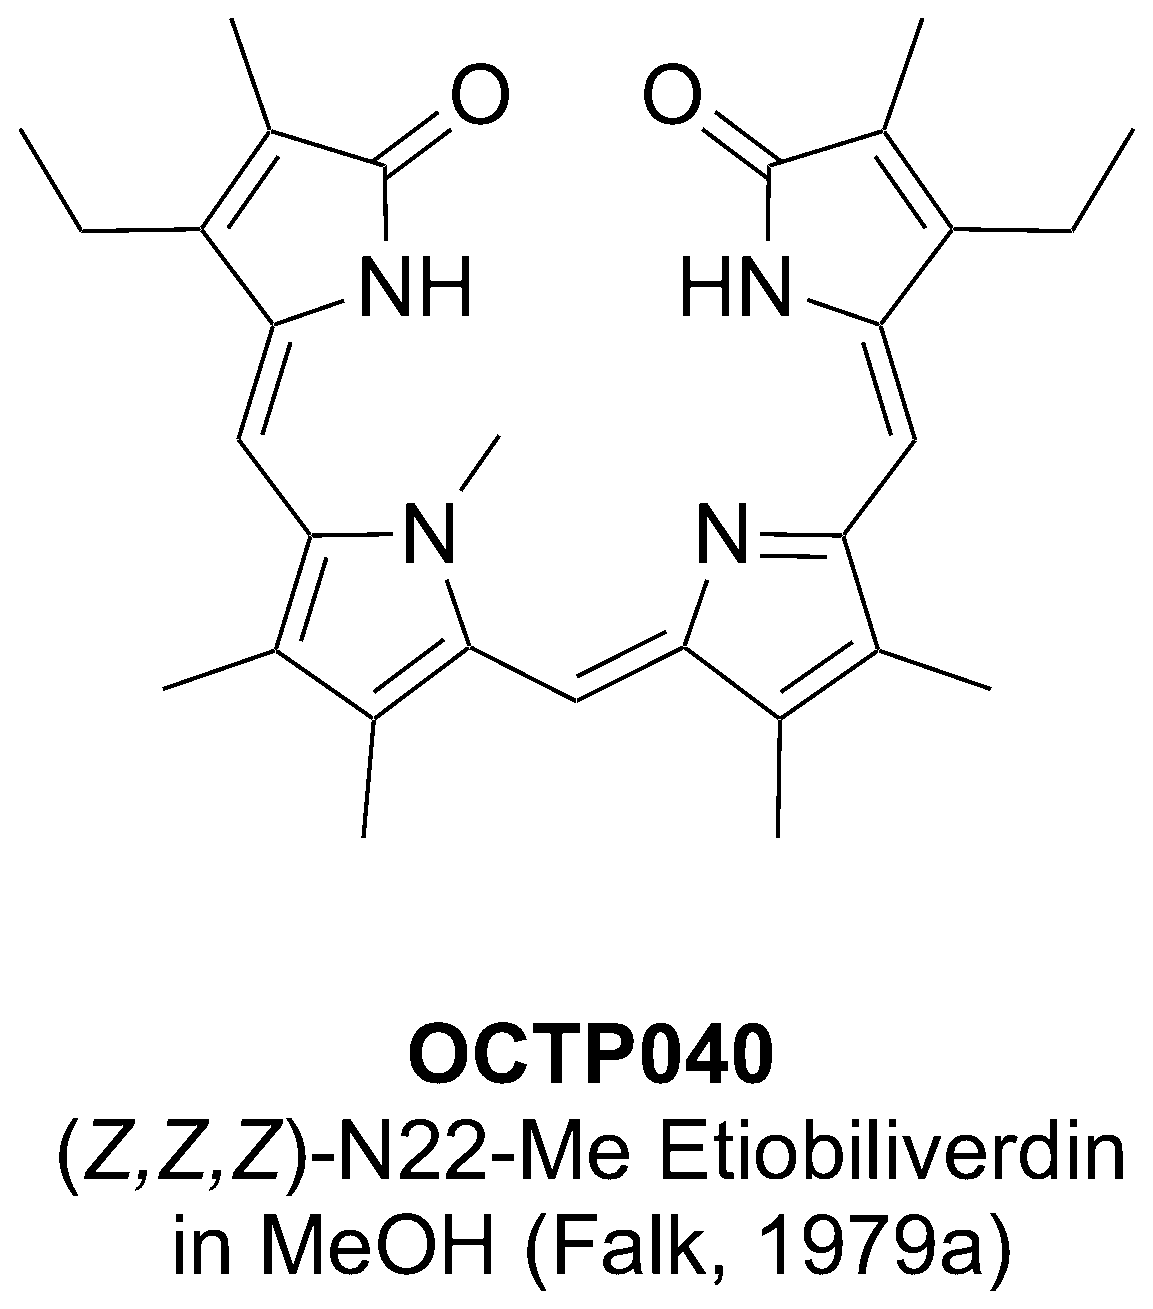 O O
NH HN
N N
OCTP040
(Z,Z,Z)-N22-Me Etiobiliverdin
in MeOH (Falk, 1979a)